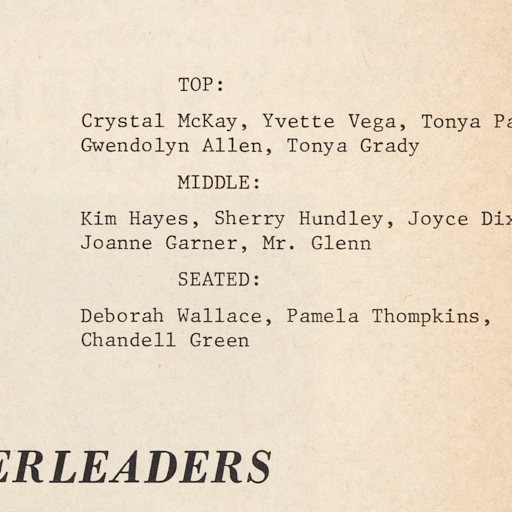 TOP:
Crystal McKay, Yvette Vega, Tonya
Gwendolyn Allen, Tonya Grady
MIDDLE:
Kim Hayes, Sherry Hundley, Joyce
Joanne Garner, Mr. Glenn
SEATED:
Deborah Wallace, Pamela Thompkins,
Chandell Green
ERLEADERS